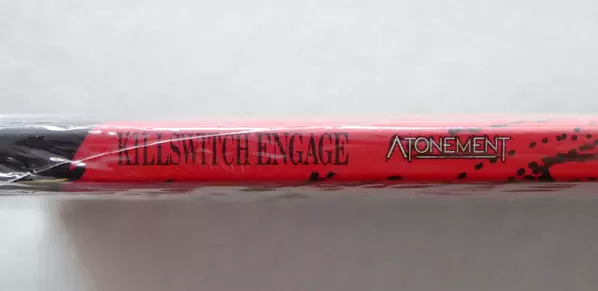 KILLSWITCH ENGAGE ATONEMENT